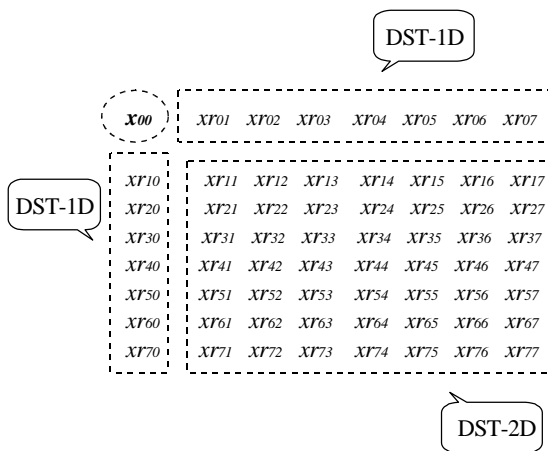 DST-1D
x00 xr01 xr02 xr03 xr04 xr05 xr06 xr07
xr10 xr11 xr12 xr13 xr14 xr15 xr16 xr17
DST-1D
xr20 xr21 xr22 xr23 xr24 xr25 xr26 xr27
xr30 xr31 xr32 xr33 xr34 xr35 xr36 xr37
xr40 xr41 xr42 xr43 xr44 xr45 xr46 xr47
xr50 xr51 xr52 xr53 xr54 xr55 xr56 xr57
xr60 xr61 xr62 xr63 xr64 xr65 xr66 xr67
xr70 xr71 xr72 xr73 xr74 xr75 xr76 xr77
DST-2D